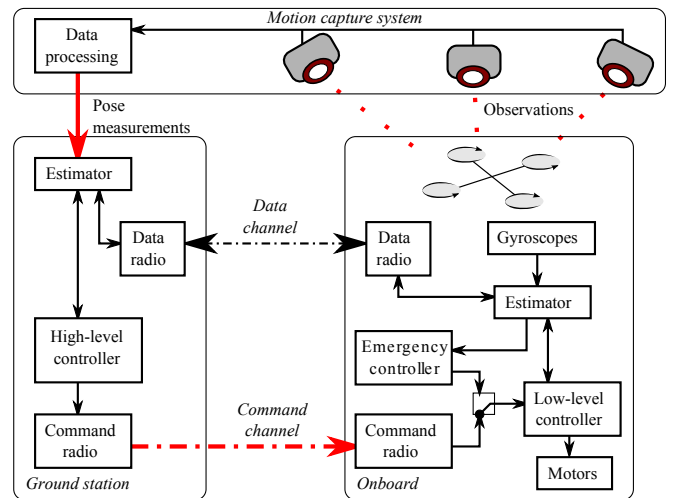 Motion capture system
Data
processing
Pose
measurements
Observations
Estimator
Data
channel
Data
radio
Data
radio
Gyroscopes
Estimator
High-level
controller
Emergency
controller
Command
channel
Low-level
controller
Command
radio
Command
radio
Motors
Ground station
Onboard